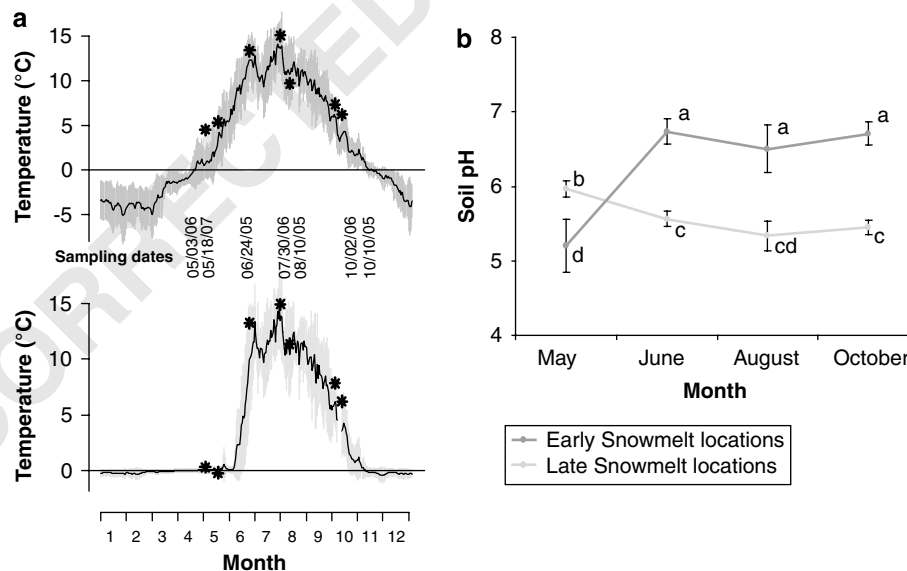 a
Temperature (°C)
15
10
5
0
-5
Sampling dates
05/03/06
05/18/07
06/24/05
07/30/06
08/10/05
10/02/06
10/10/05
Temperature (°C)
15
10
5
0
1 2 3 4 5 6 7 8 9 10 11 12
Month
b
Soil pH
8
7
6
5
4
a
a
a
b
c
cd
c
d
May June August October
Month
Early Snowmelt locations
Late Snowmelt locations
CORRECTED